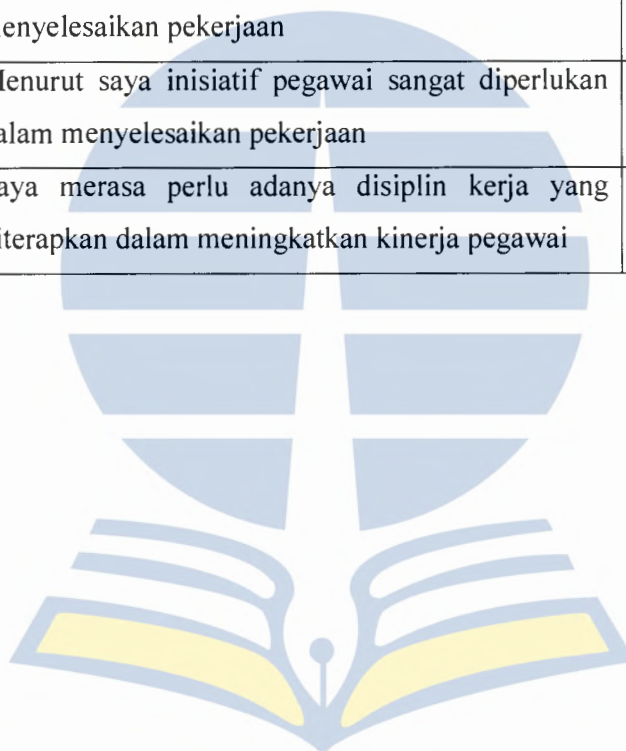 enyelesaikan pekerjaan
enurut saya inisiatif pegawai sangat diperlukan
alam menyelesaikan pekerjaan
aya merasa perlu adanya disiplin kerja yang
iterapkan dalam meningkatkan kinerja pegawai